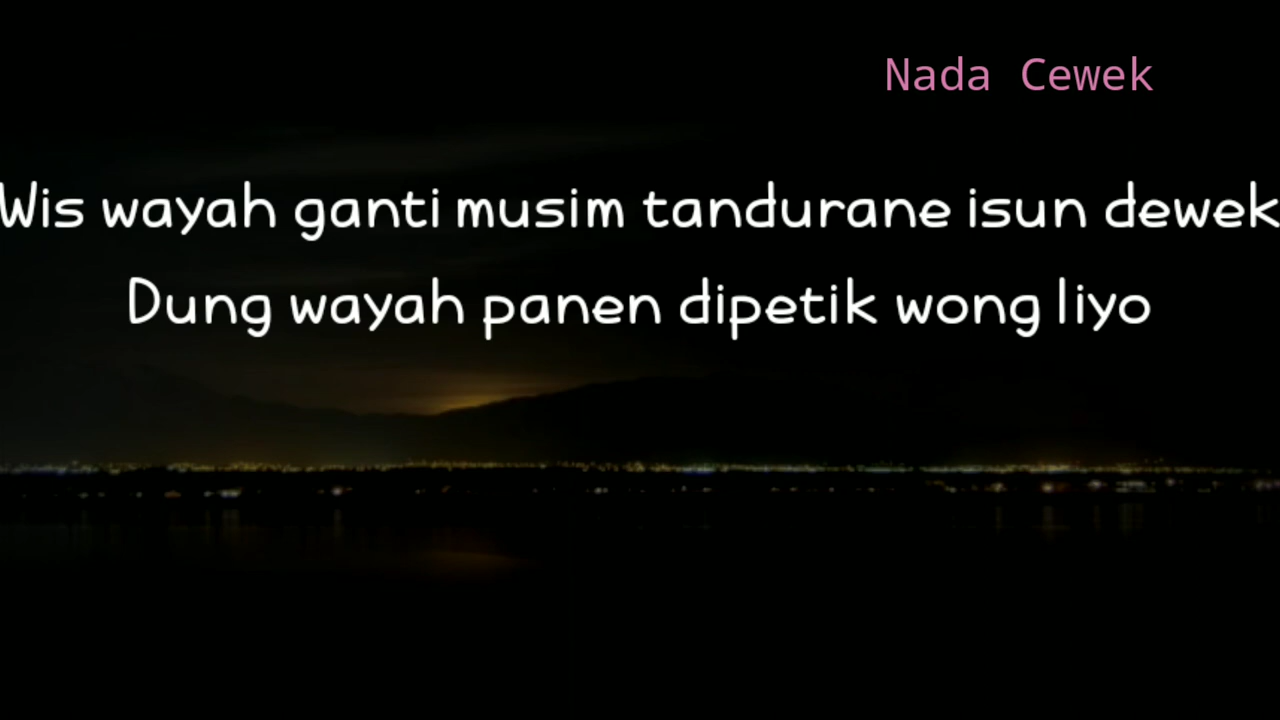 Nada Cewek
Wis wayah ganti musim tandurane isun dewek
Dung wayah panen dipetik wong liyo